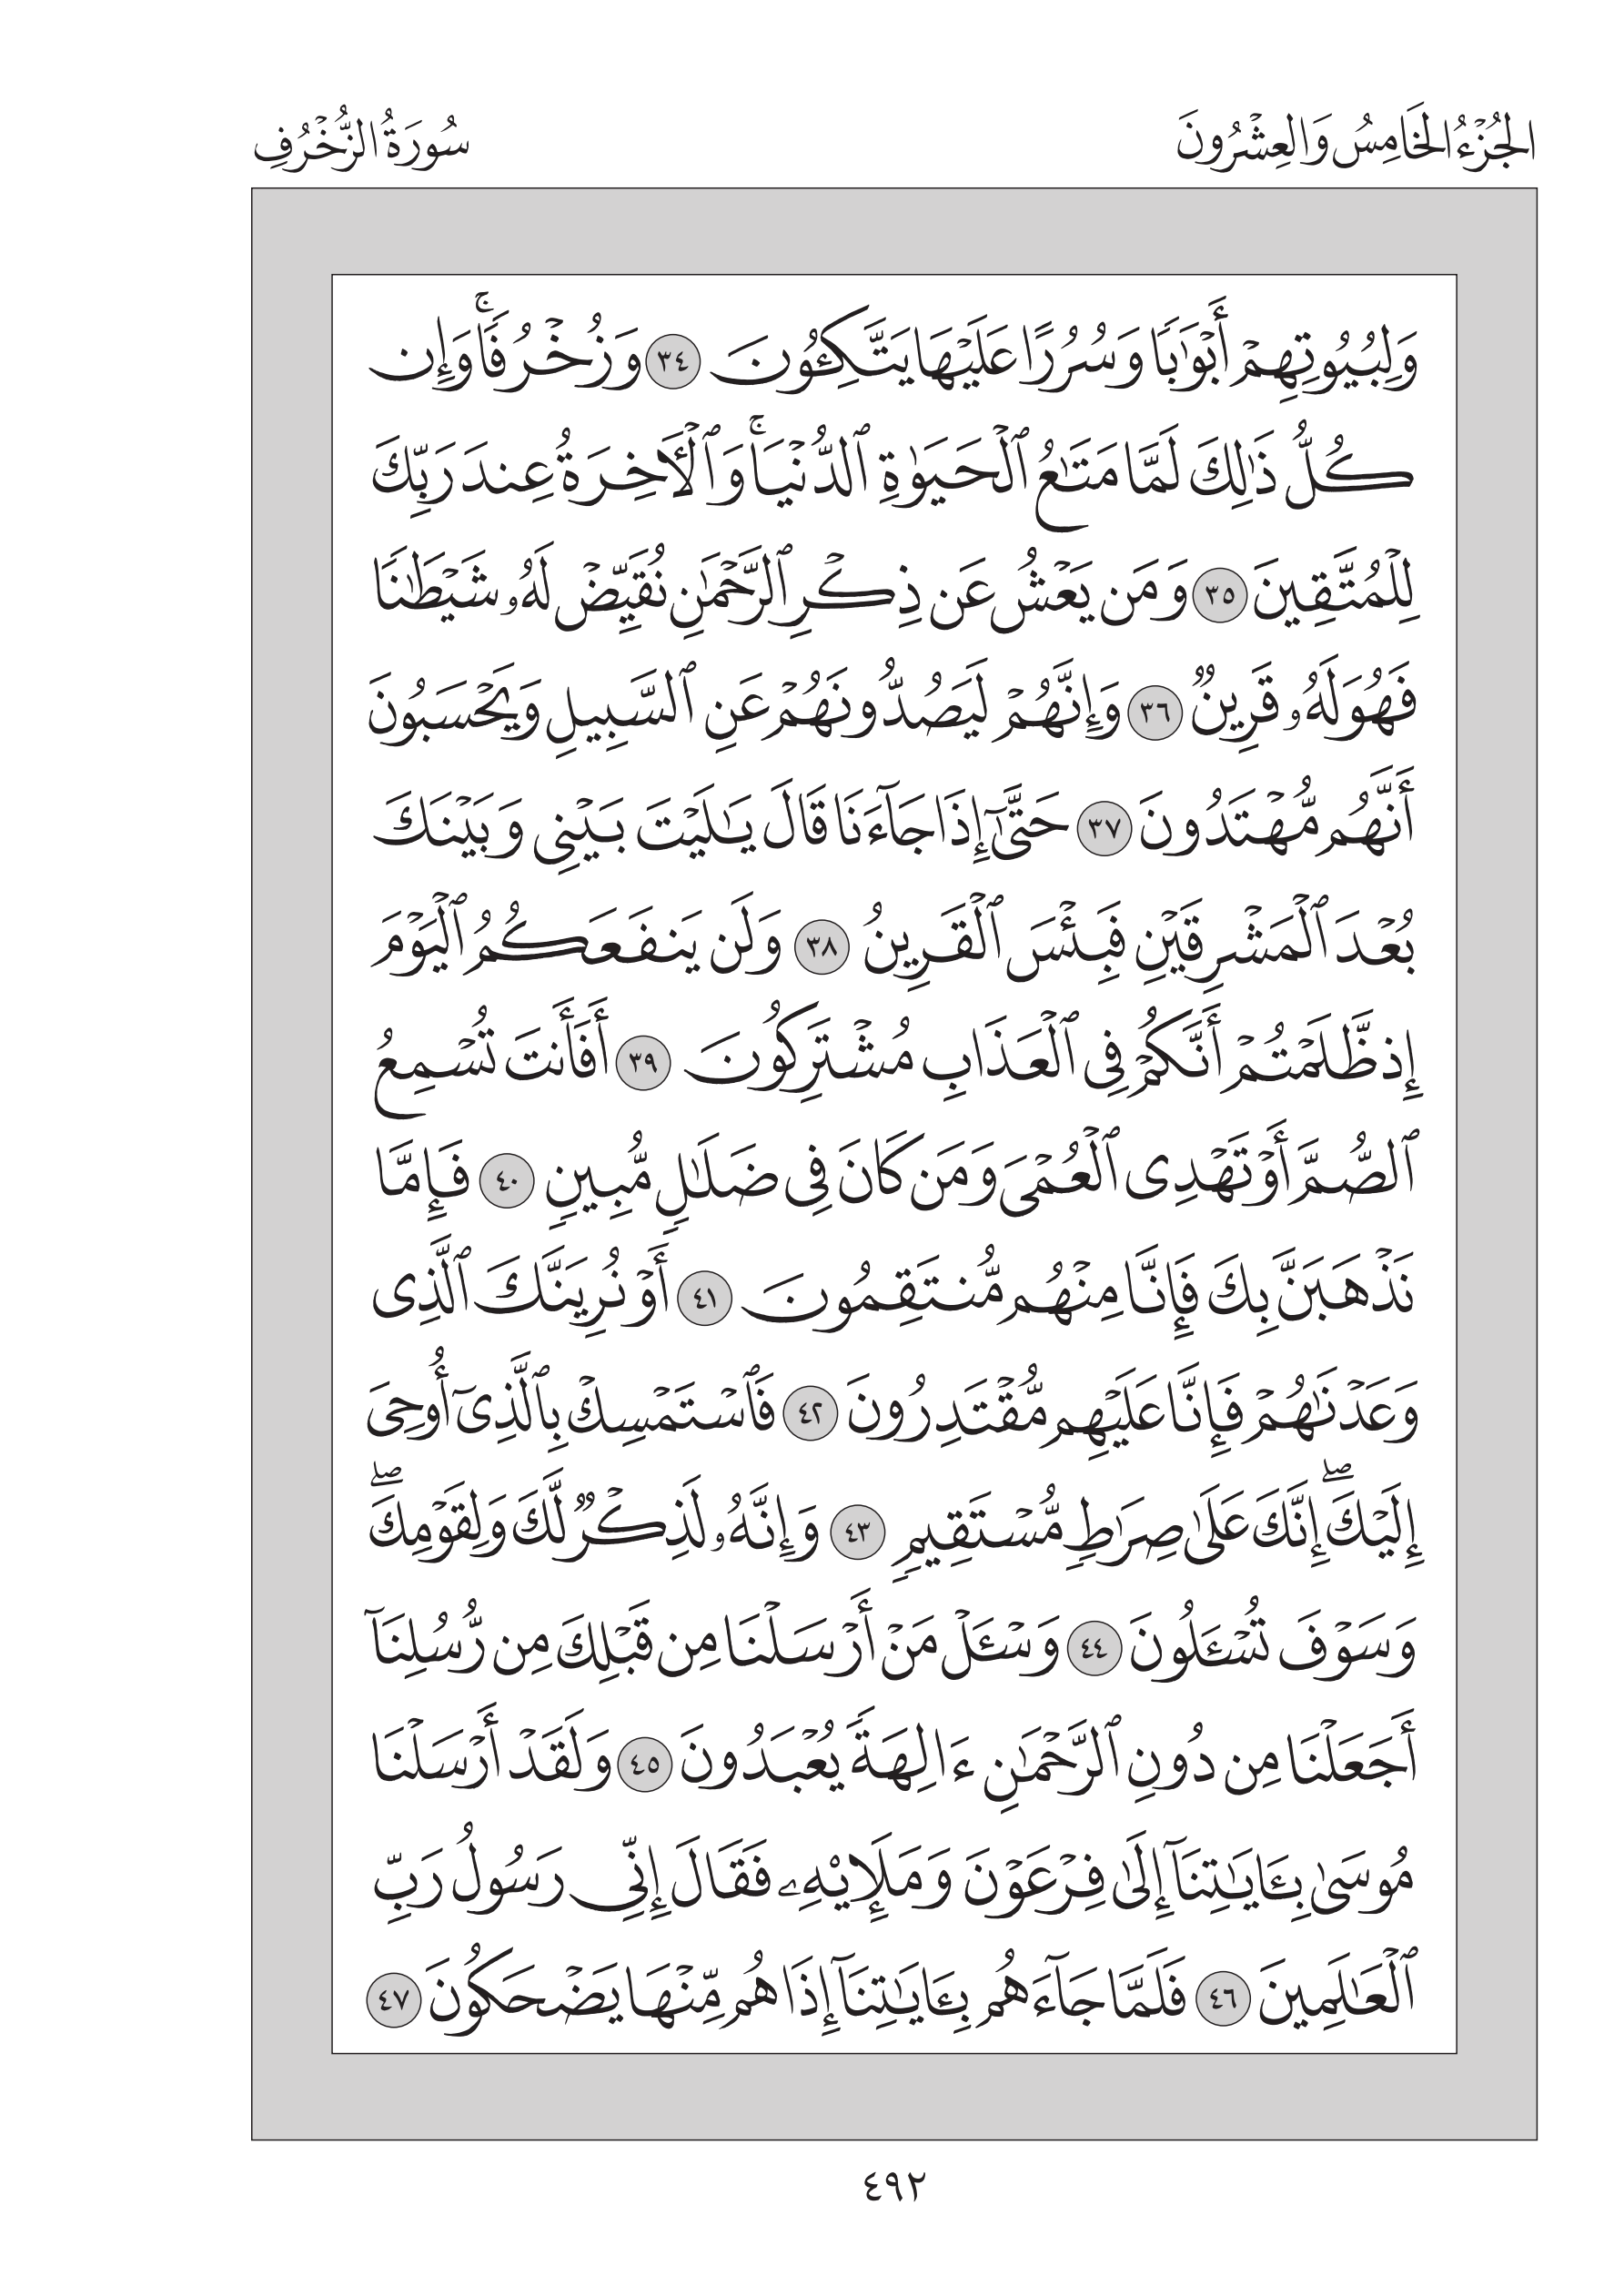 الجُزْءُ الخَامِسُ وَالعِشْرُونَ
سُورَةُ الزُّخْرُفِ
وَلِبُيُوتِهِمْ أَبْوَٰبًا وَسُرُرًا عَلَيْهَا يَتَّكِـُٔونَ ٣٤ وَزُخْرُفًاۚ وَإِن
كُلُّ ذَٰلِكَ لَمَّا مَتَٰعُ ٱلْحَيَوٰةِ ٱلدُّنْيَاۚ وَٱلْأٓخِرَةُ عِندَ رَبِّكَ
لِلْمُتَّقِينَ ٣٥ وَمَن يَعْشُ عَن ذِكْرِ ٱلرَّحْمَٰنِ نُقَيِّضْ لَهُۥ شَيْطَٰنًا
فَهُوَ لَهُۥ قَرِينٌ ٣٦ وَإِنَّهُمْ لَيَصُدُّونَهُمْ عَنِ ٱلسَّبِيلِ وَيَحْسَبُونَ
أَنَّهُم مُّهْتَدُونَ ٣٧ حَتَّىٰٓ إِذَا جَآءَنَا قَالَ يَٰلَيْتَ بَيْنِى وَبَيْنَكَ
بُعْدَ ٱلْمَشْرِقَيْنِ فَبِئْسَ ٱلْقَرِينُ ٣٨ وَلَن يَنفَعَكُمُ ٱلْيَوْمَ
إِذ ظَّلَمْتُمْ أَنَّكُمْ فِى ٱلْعَذَابِ مُشْتَرِكُونَ ٣٩ أَفَأَنتَ تُسْمِعُ
ٱلصُّمَّ أَوْ تَهْدِى ٱلْعُمْىَ وَمَن كَانَ فِى ضَلَٰلٍ مُّبِينٍ ٤٠ فَإِمَّا
نَذْهَبَنَّ بِكَ فَإِنَّا مِنْهُم مُّنتَقِمُونَ ٤١ أَوْ نُرِيَنَّكَ ٱلَّذِى
وَعَدْنَٰهُمْ فَإِنَّا عَلَيْهِم مُّقْتَدِرُونَ ٤٢ فَٱسْتَمْسِكْ بِٱلَّذِىٓ أُوحِىَ
إِلَيْكَۖ إِنَّكَ عَلَىٰ صِرَٰطٍ مُّسْتَقِيمٍ ٤٣ وَإِنَّهُۥ لَذِكْرٌ لَّكَ وَلِقَوْمِكَۖ
وَسَوْفَ تُسْـَٔلُونَ ٤٤ وَسْـَٔلْ مَنْ أَرْسَلْنَا مِن قَبْلِكَ مِن رُّسُلِنَآ
أَجَعَلْنَا مِن دُونِ ٱلرَّحْمَٰنِ ءَالِهَةً يُعْبَدُونَ ٤٥ وَلَقَدْ أَرْسَلْنَا
مُوسَىٰ بِـَٔايَٰتِنَآ إِلَىٰ فِرْعَوْنَ وَمَلَإِي۟هِۦ فَقَالَ إِنِّى رَسُولُ رَبِّ
ٱلْعَٰلَمِينَ ٤٦ فَلَمَّا جَآءَهُم بِـَٔايَٰتِنَآ إِذَا هُم مِّنْهَا يَضْحَكُونَ ٤٧
٤٩٢